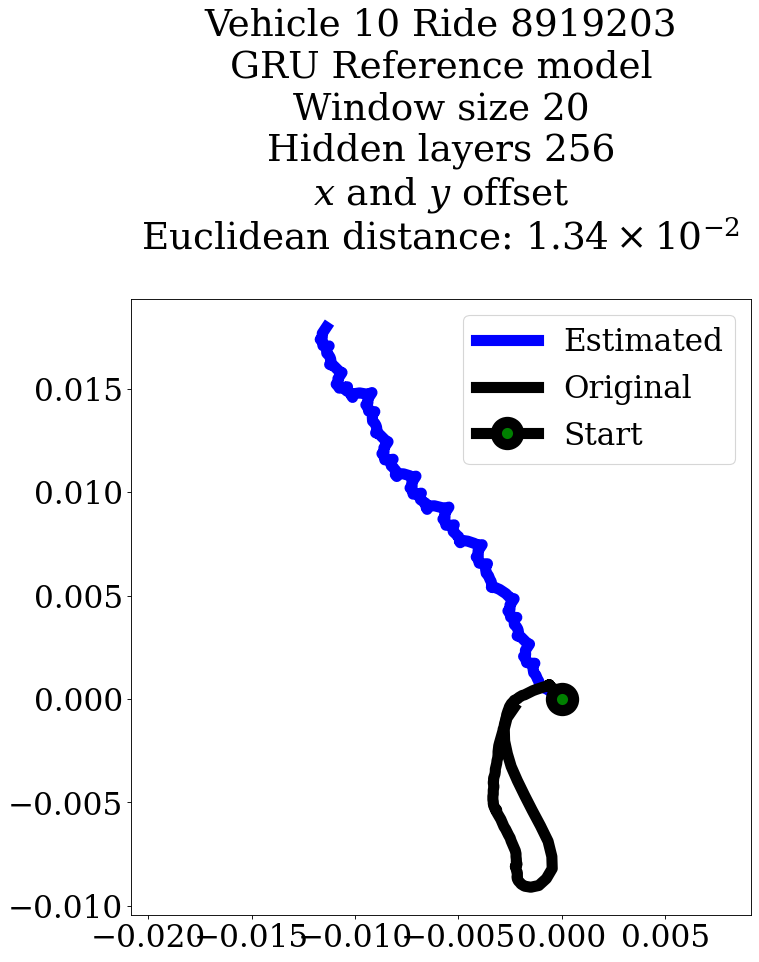 Vehicle 10 Ride 8919203
GRU Reference model
Window size 20
Hidden layers 256
x and y offset
Euclidean distance: 1.34 × 10⁻²
Estimated
Original
Start
0.015
0.010
0.005
0.000
−0.005
−0.010
−0.020 −0.015 −0.010 −0.005 0.000 0.005